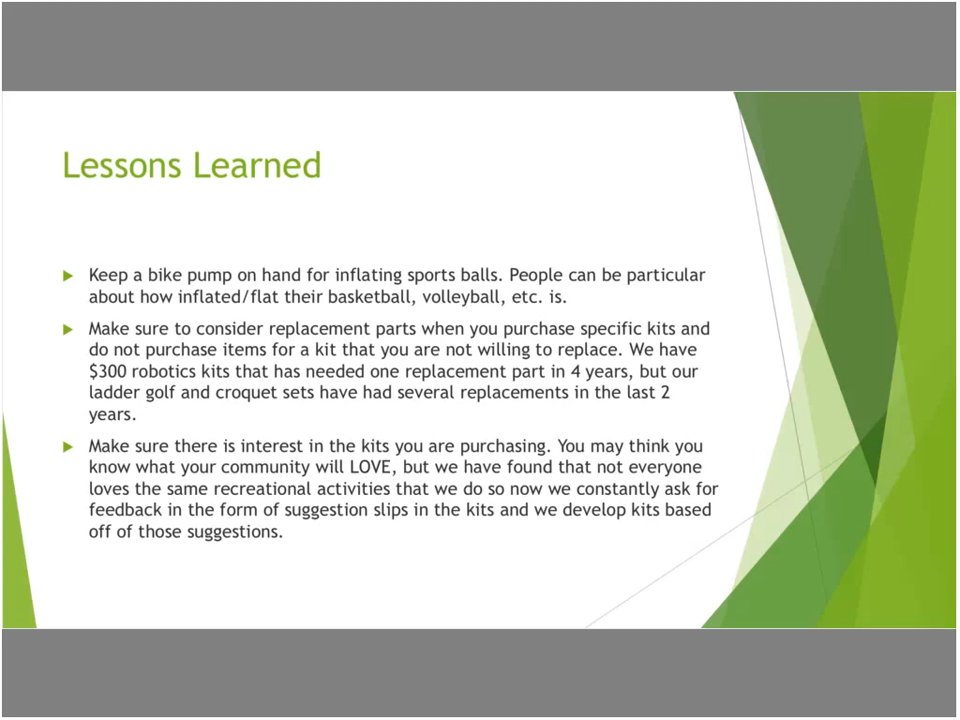 Lessons Learned
Keep a bike pump on hand for inflating sports balls. People can be particular
about how inflated/flat their basketball, volleyball, etc. is.
Make sure to consider replacement parts when you purchase specific kits and
do not purchase items for a kit that you are not willing to replace. We have
$300 robotics kits that has needed one replacement part in 4 years, but our
ladder golf and croquet sets have had several replacements in the last 2
years.
Make sure there is interest in the kits you are purchasing. You may think you
know what your community will LOVE, but we have found that not everyone
loves the same recreational activities that we do so now we constantly ask for
feedback in the form of suggestion slips in the kits and we develop kits based
off of those suggestions.